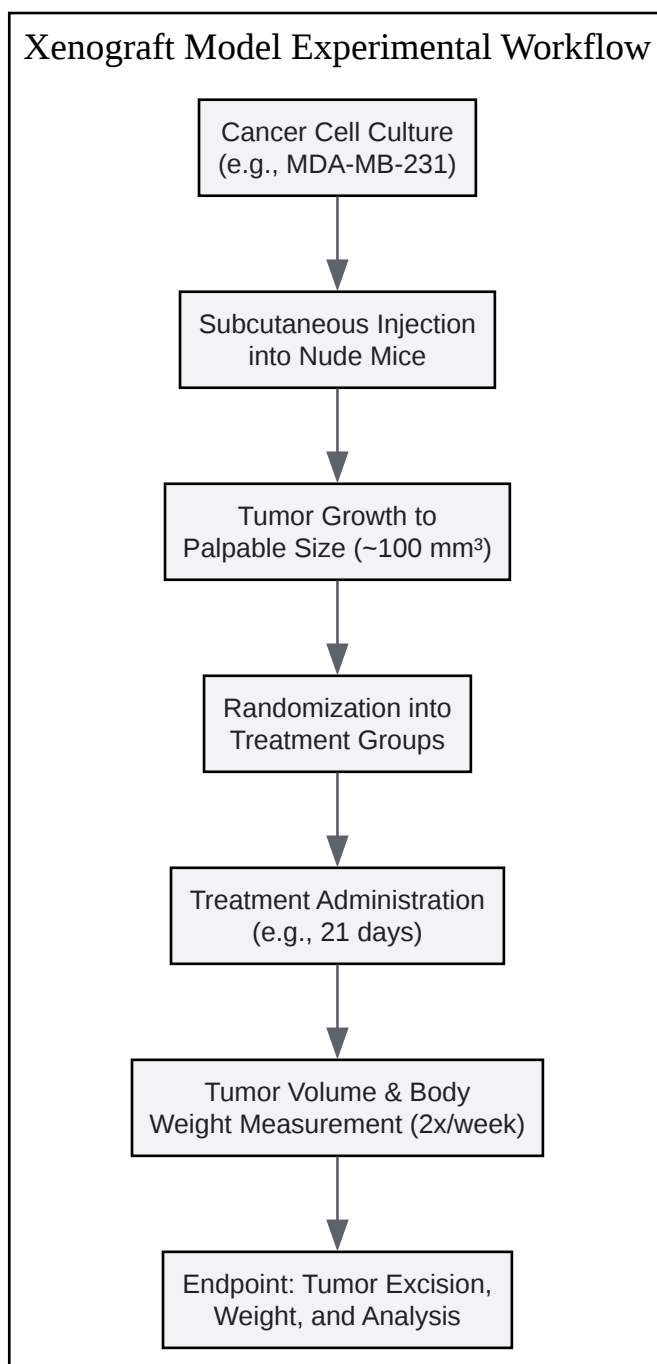 Xenograft Model Experimental Workflow
Cancer Cell Culture
(e.g., MDA-MB-231)
Subcutaneous Injection
into Nude Mice
Tumor Growth to
Palpable Size (~100 mm³)
Randomization into
Treatment Groups
Treatment Administration
(e.g., 21 days)
Tumor Volume & Body
Weight Measurement (2x/week)
Endpoint: Tumor Excision,
Weight, and Analysis